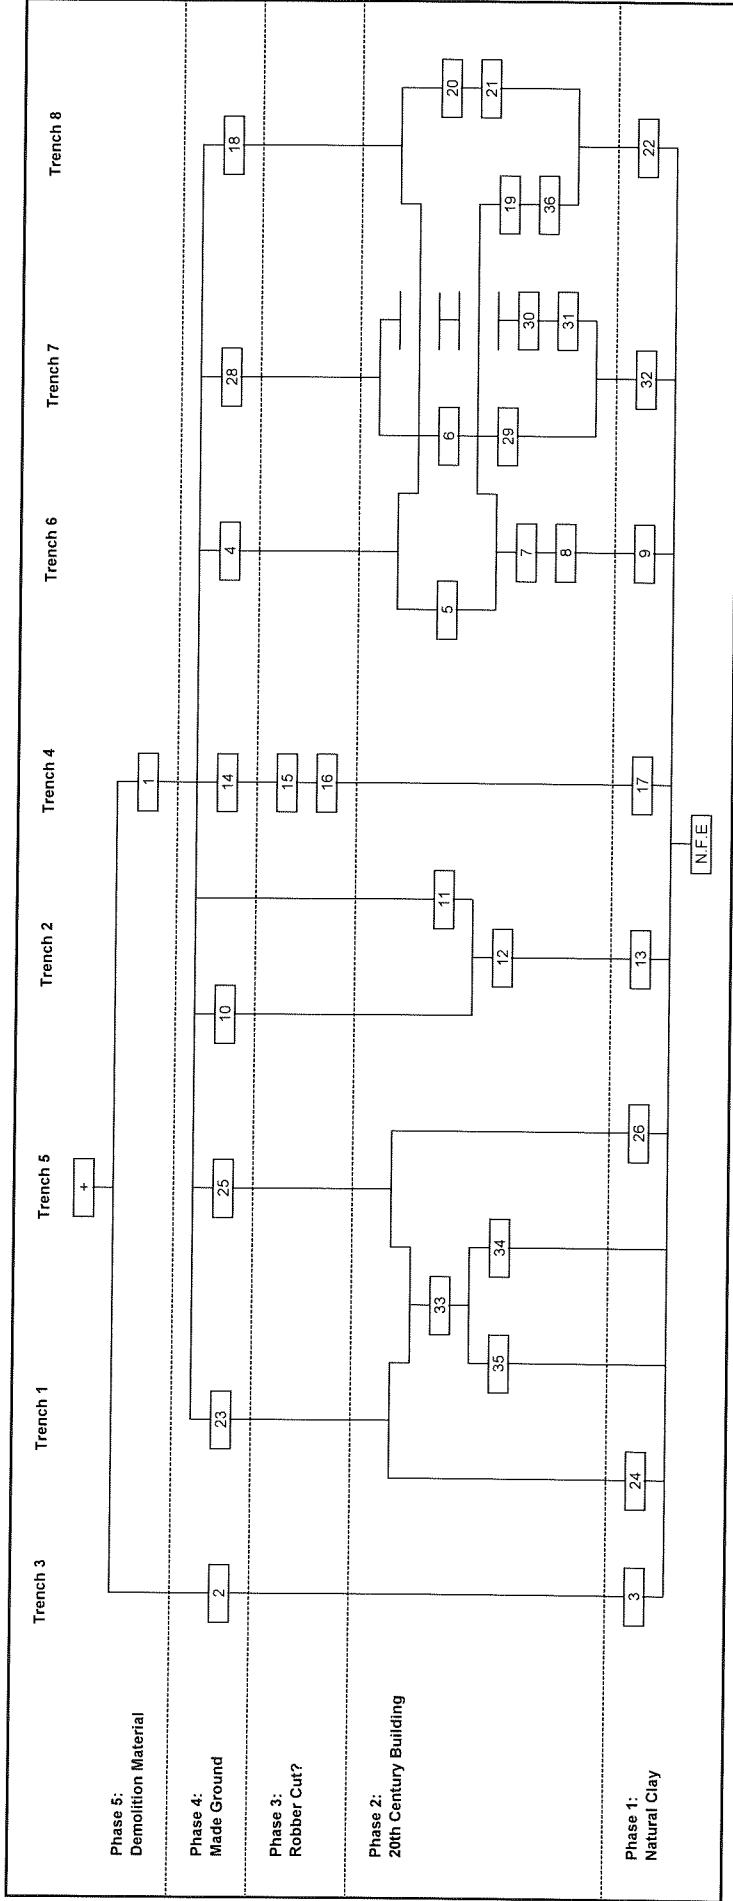 Trench 3
Trench 1
Trench 5
Trench 2
Trench 4
Trench 6
Trench 7
Trench 8
+
Phase 5:
Demolition Material
1
Phase 4:
Made Ground
2
23
25
10
14
4
28
18
Phase 3:
Robber Cut?
15
16
Phase 2:
20th Century Building
33
11
5
6
20
21
35
34
12
7
8
29
30
31
19
36
Phase 1:
Natural Clay
3
24
26
13
17
9
32
22
N.F.E